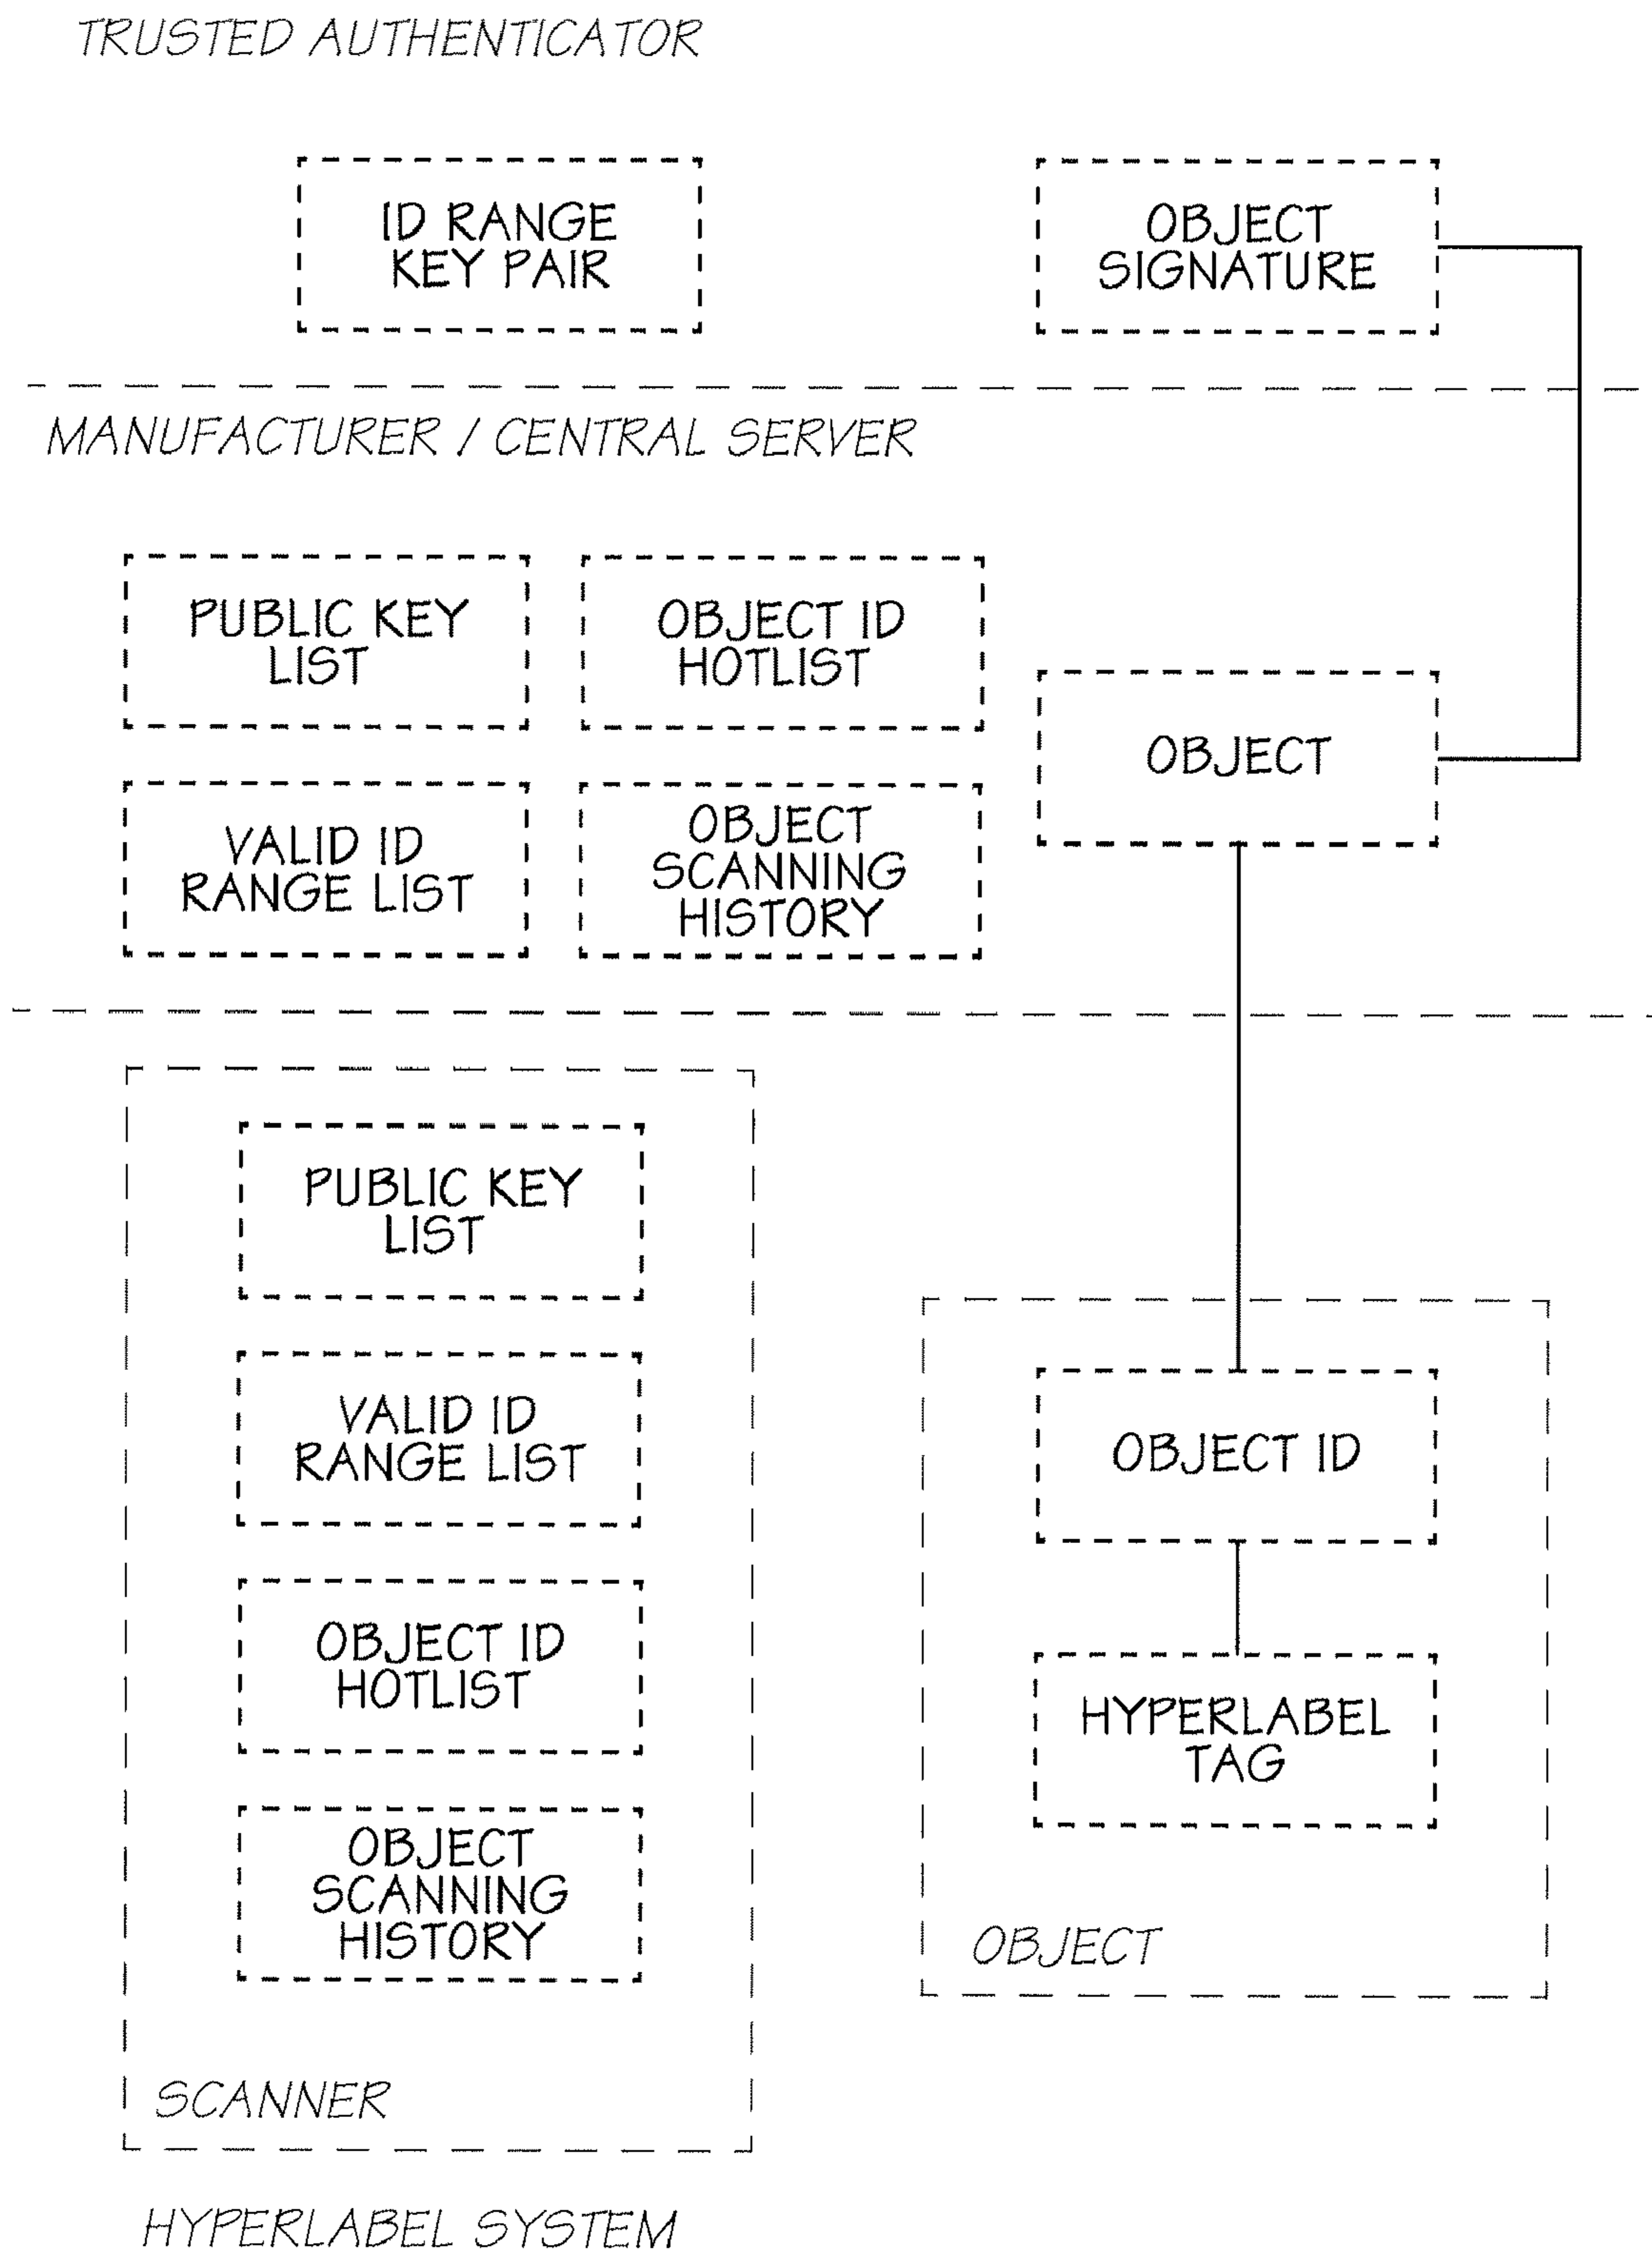 TRUSTED AUTHENTICATOR
ID RANGE
KEY PAIR
OBJECT
SIGNATURE
MANUFACTURER / CENTRAL SERVER
PUBLIC KEY
LIST
OBJECT ID
HOTLIST
OBJECT
VALID ID
RANGE LIST
OBJECT
SCANNING
HISTORY
PUBLIC KEY
LIST
VALID ID
RANGE LIST
OBJECT ID
HOTLIST
OBJECT
SCANNING
HISTORY
SCANNER
OBJECT ID
HYPERLABEL
TAG
OBJECT
HYPERLABEL SYSTEM